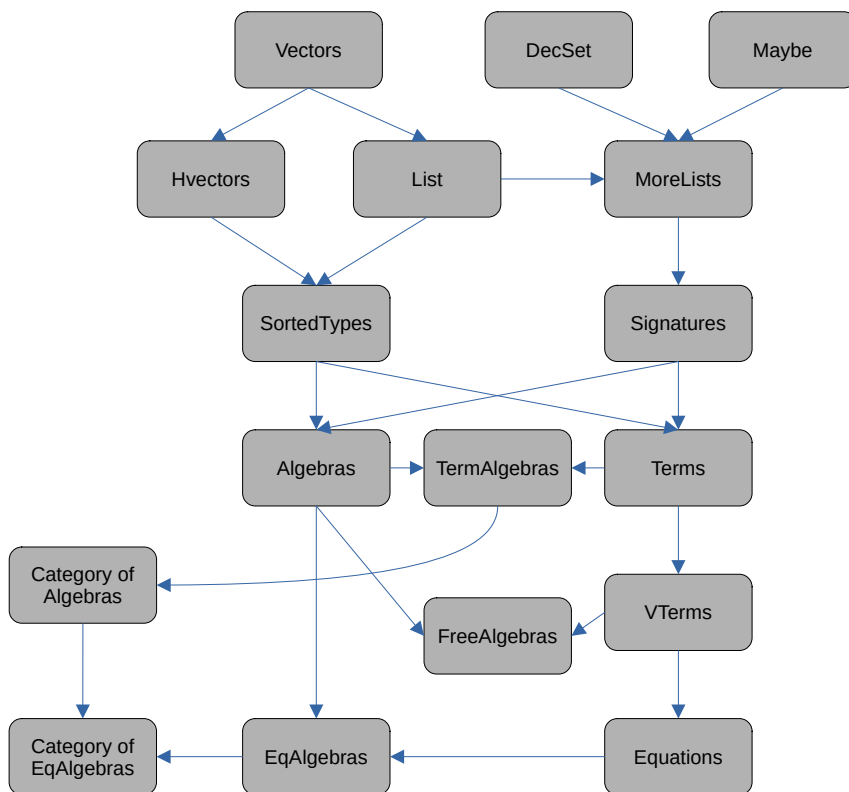 Vectors
DecSet
Maybe
Hvectors
List
MoreLists
SortedTypes
Signatures
Algebras
TermAlgebras
Terms
Category of
Algebras
FreeAlgebras
VTerms
Category of
EqAlgebras
EqAlgebras
Equations